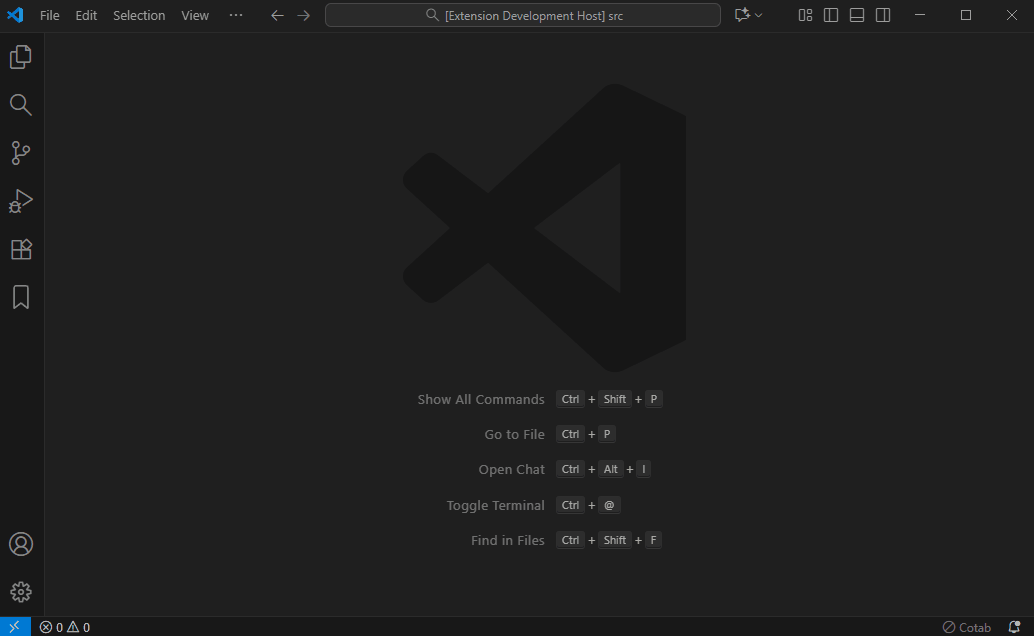 File Edit Selection View ··· [Extension Development Host] src
Show All Commands Ctrl + Shift + P
Go to File Ctrl + P
Open Chat Ctrl + Alt + I
Toggle Terminal Ctrl + @
Find in Files Ctrl + Shift + F
0 0 Cotab